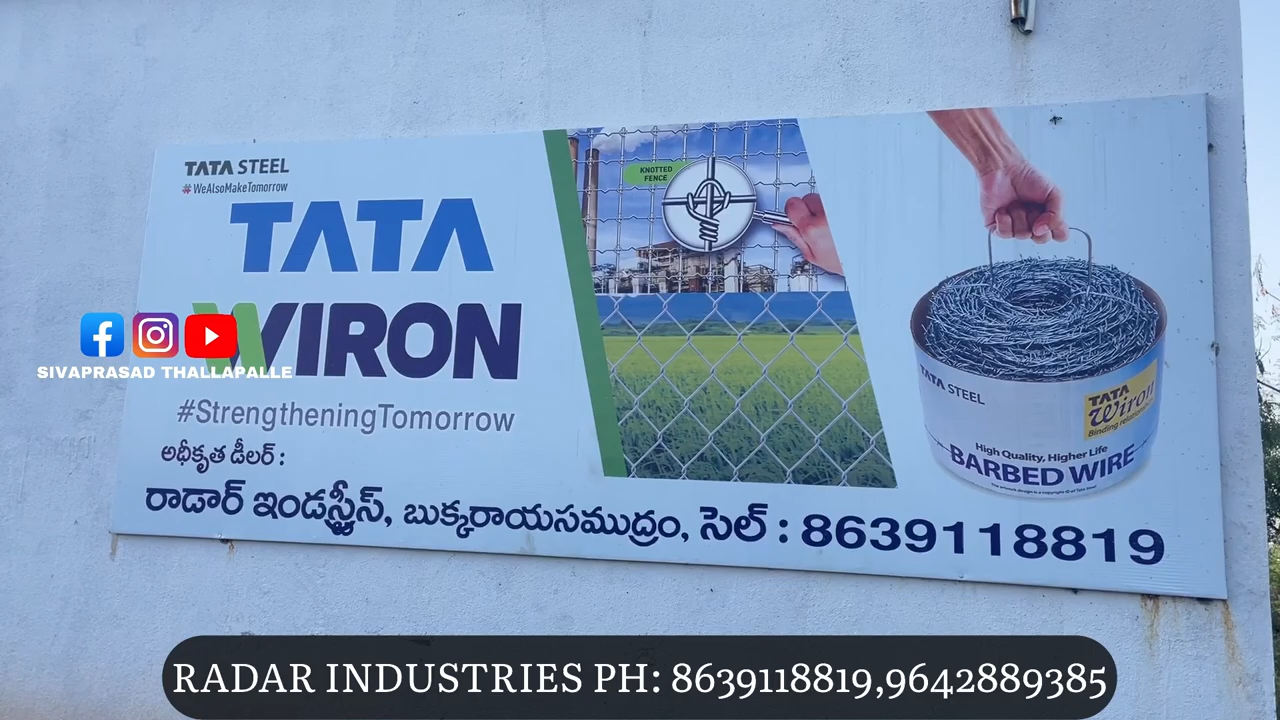 TATA STEEL
#WeAlsoMakeTomorrow
TATA
WIRON
#StrengtheningTomorrow
KNOTTED
FENCE
TATA STEEL
TATA
Wiron
High Quality, Higher Life
BARBED WIRE
అధీకృత డీలర్ :
రాడార్ ఇండస్ట్రీస్, బుక్కరాయసముద్రం, సెల్ : 8639118819
SIVAPRASAD THALLAPALLE
RADAR INDUSTRIES PH: 8639118819,9642889385